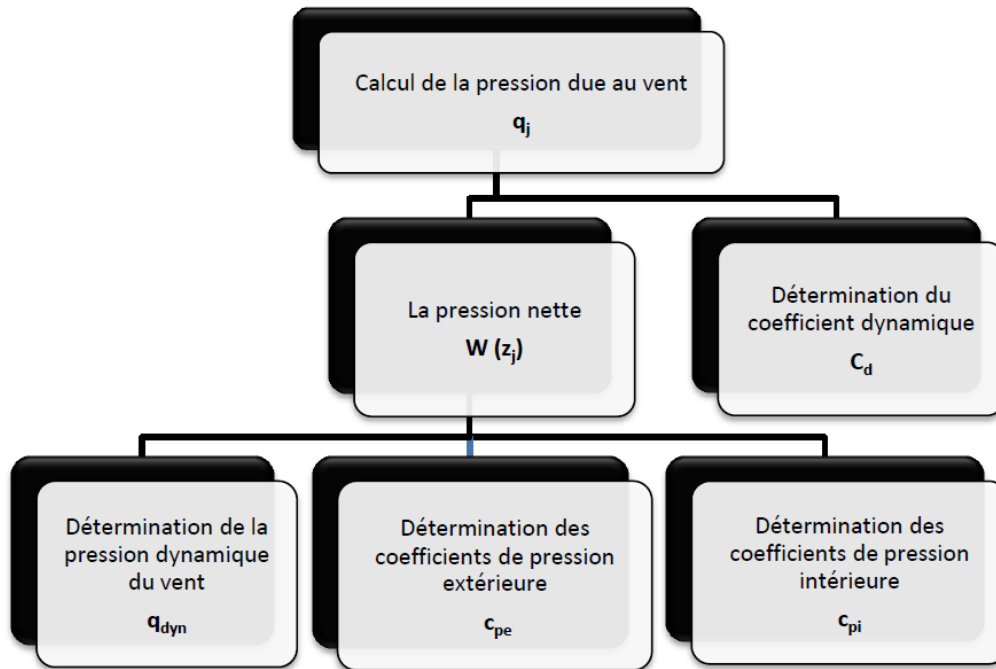 Calcul de la pression due au vent
qj
La pression nette
W (zj)
Détermination du
coefficient dynamique
Cd
Détermination de la
pression dynamique
du vent
qdyn
Détermination des
coefficients de pression
extérieure
cpe
Détermination des
coefficients de pression
intérieure
cpi